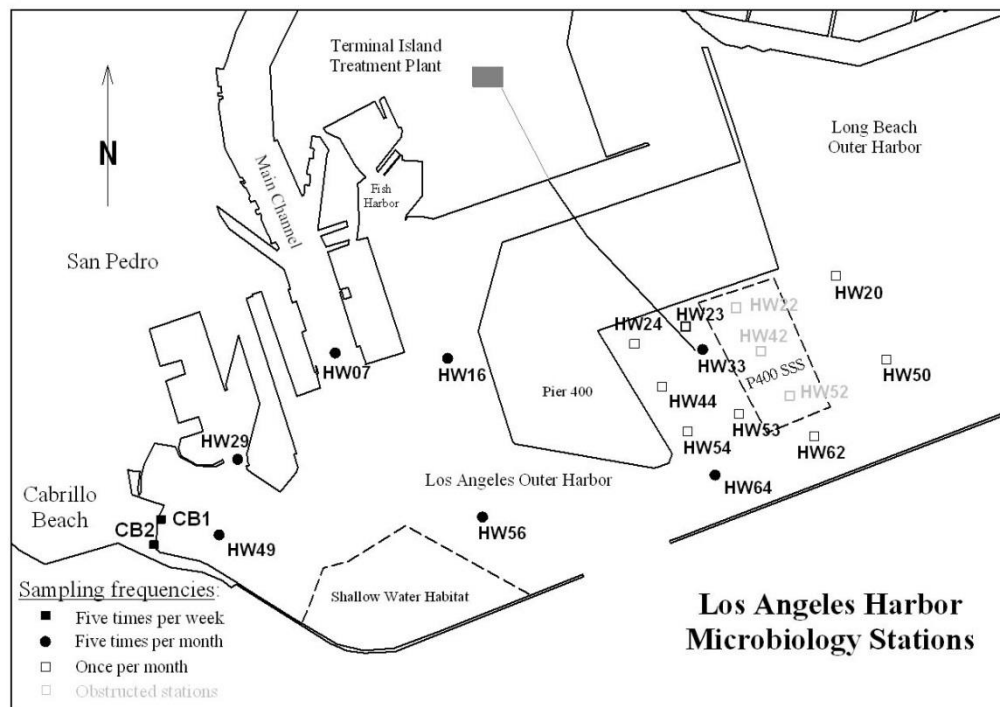 Terminal Island
Treatment Plant
Long Beach
Outer Harbor
N
Main Channel
Fish
Harbor
San Pedro
HW20
HW22
HW23
HW24
HW42
HW33
HW07
HW16
HW50
P400 SSS
Pier 400
HW44
HW52
HW53
HW54
HW62
HW29
Los Angeles Outer Harbor
HW64
Cabrillo
Beach
CB1
CB2
HW49
HW56
Shallow Water Habitat
Sampling frequencies:
Five times per week
Five times per month
Once per month
Obstructed stations
Los Angeles Harbor
Microbiology Stations